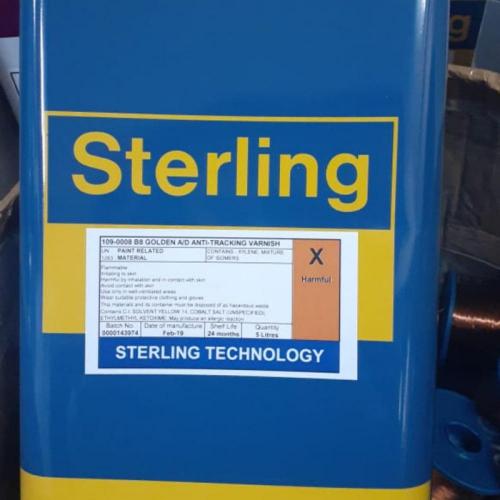 ling
Sterling
109-0008 B8 GOLDEN A/D ANTI-TRACKING VARNISH
UN PAINT RELATED
1263 MATERIAL
CONTAINS - XYLENE, MIXTURE
OF ISOMERS
X
Harmful
Flammable
Irritating to skin
Harmful by inhalation and in contact with skin
Avoid contact with skin
Use only in well-ventilated areas
Wear suitable protective clothing and gloves
This materials and its container must be disposed of as hazardous waste
Contains C.I. SOLVENT YELLOW 14, COBALT SALT (UNSPECIFIED),
ETHYLMETHYL KETOXIME: May produce an allergic reaction
Batch No Date of manufacture Shelf Life Quantity
0000143974 Feb-19 24 months 5 Litres
STERLING TECHNOLOGY